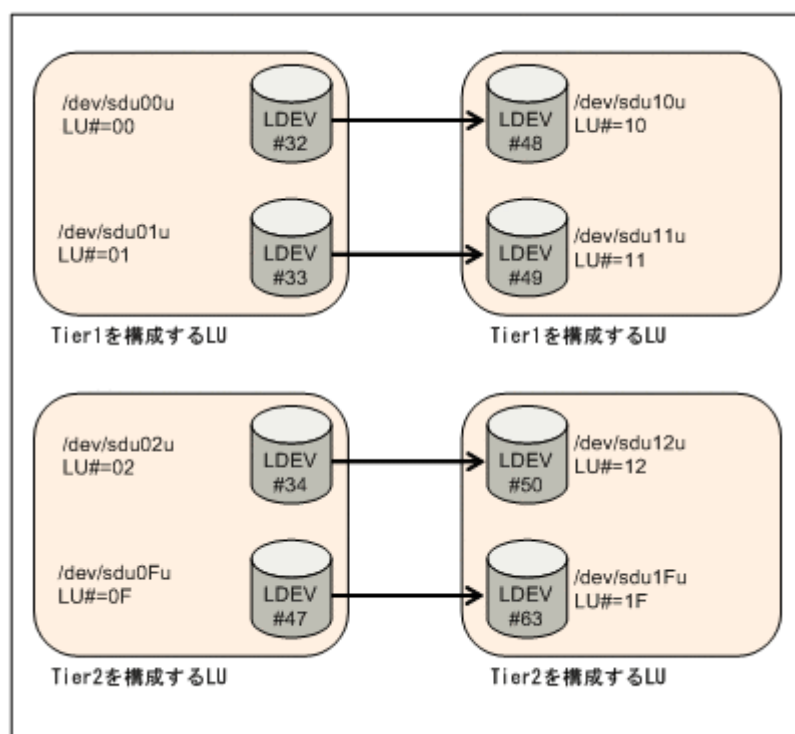 /dev/sdu00u
LU#=00
LDEV
#32
LDEV
#48
/dev/sdu10u
LU#=10
/dev/sdu01u
LU#=01
LDEV
#33
LDEV
#49
/dev/sdu11u
LU#=11
Tier1を構成するLU
Tier1を構成するLU
/dev/sdu02u
LU#=02
LDEV
#34
LDEV
#50
/dev/sdu12u
LU#=12
/dev/sdu0Fu
LU#=0F
LDEV
#47
LDEV
#63
/dev/sdu1Fu
LU#=1F
Tier2を構成するLU
Tier2を構成するLU